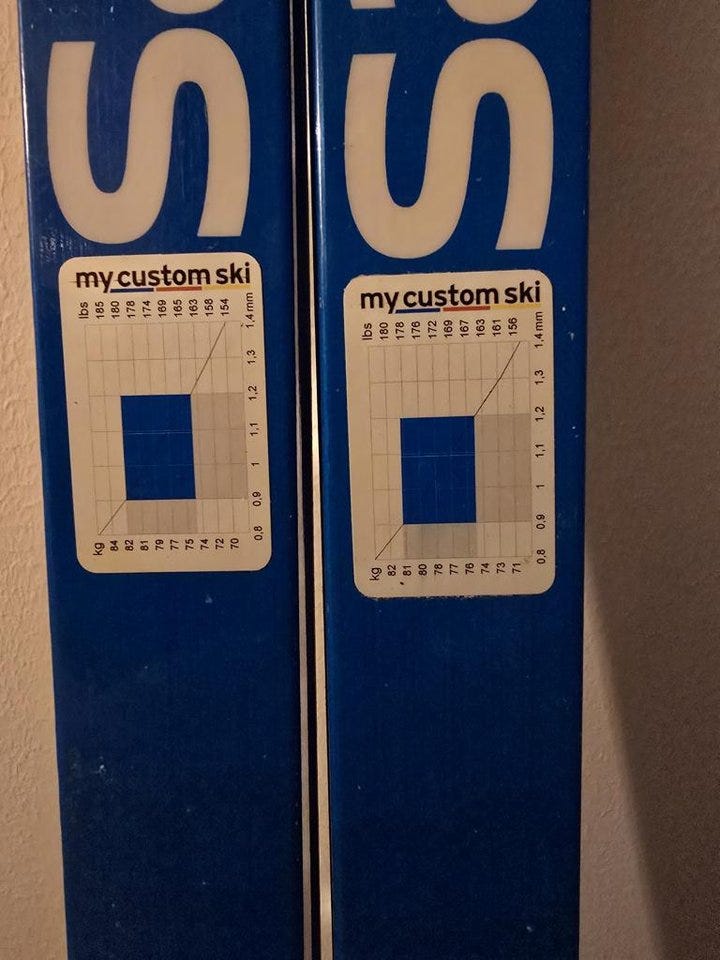 S
my custom ski
lbs 185 180 178 174 169 165 163 158 154
1,4 mm
1,3
1,2
1,1
1
0,9
0,8
kg 84 82 81 79 77 75 74 72 70
S
my custom ski
lbs 180 178 176 172 169 167 163 161 156
1,4 mm
1,3
1,2
1,1
1
0,9
0,8
kg 82 81 80 78 77 76 74 73 71